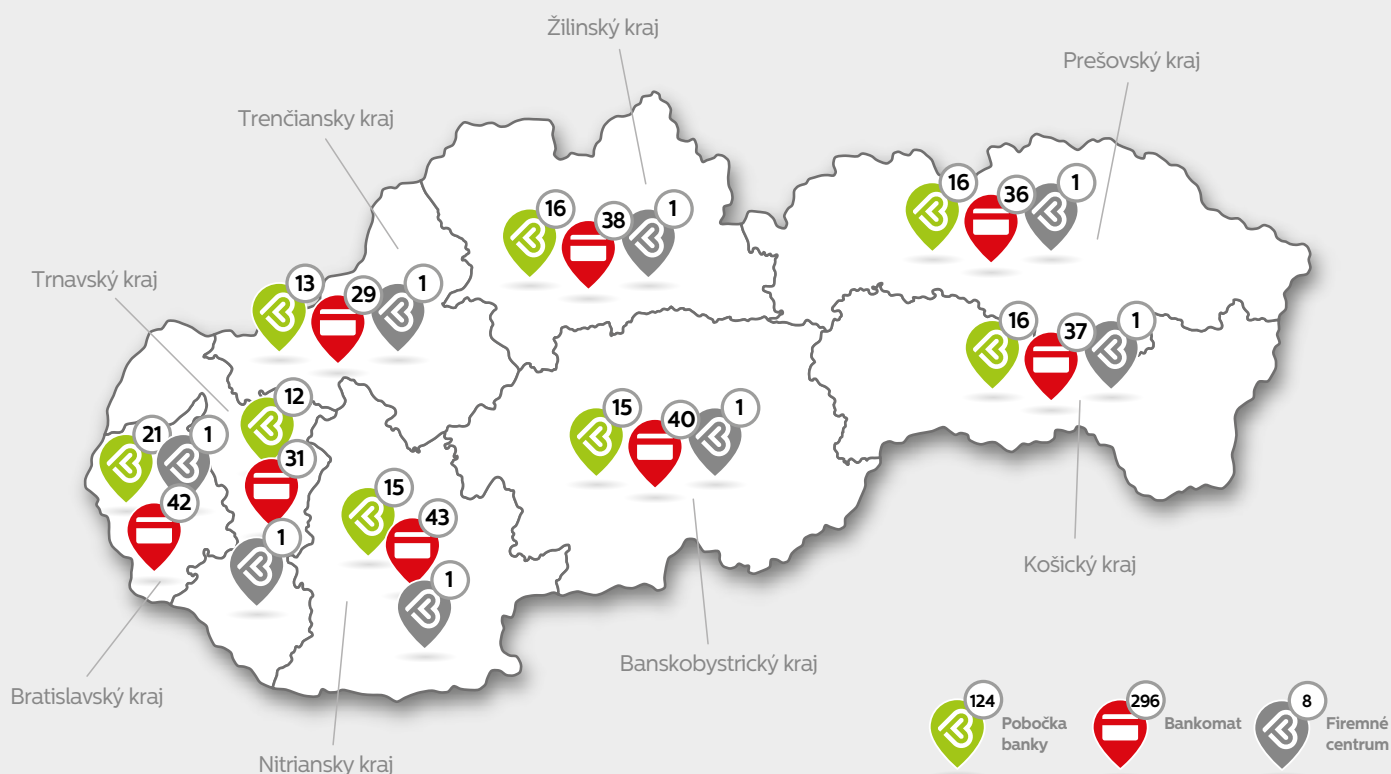 Žilinský kraj
Prešovský kraj
Trenčiansky kraj
16
36
1
16
38
1
Trnavský kraj
13
29
1
16
37
1
12
21
1
31
15
40
1
42
15
43
1
1
Košický kraj
Banskobystrický kraj
Bratislavský kraj
Nitriansky kraj
124
Pobočka
banky
296
Bankomat
8
Firemné
centrum